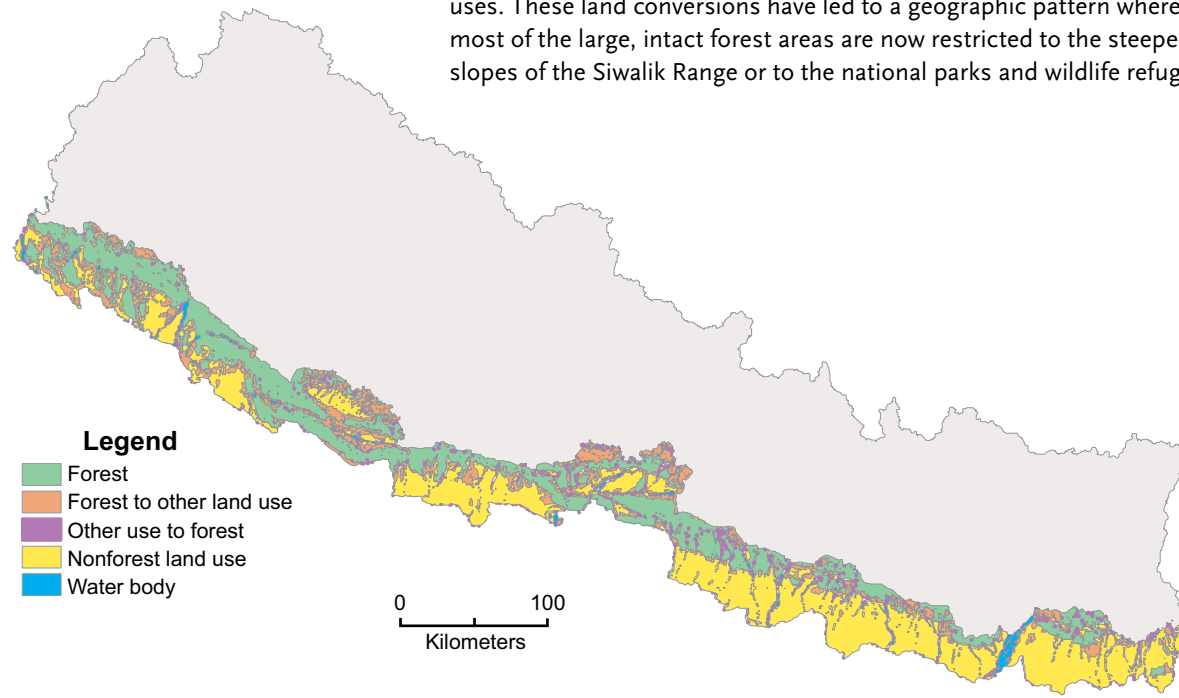 uses. These land conversions have led to a geographic pattern where
most of the large, intact forest areas are now restricted to the
slopes of the Siwalik Range or to the national parks and wildlife
Legend
Forest
Forest to other land use
Other use to forest
Nonforest land use
Water body
0 100
Kilometers